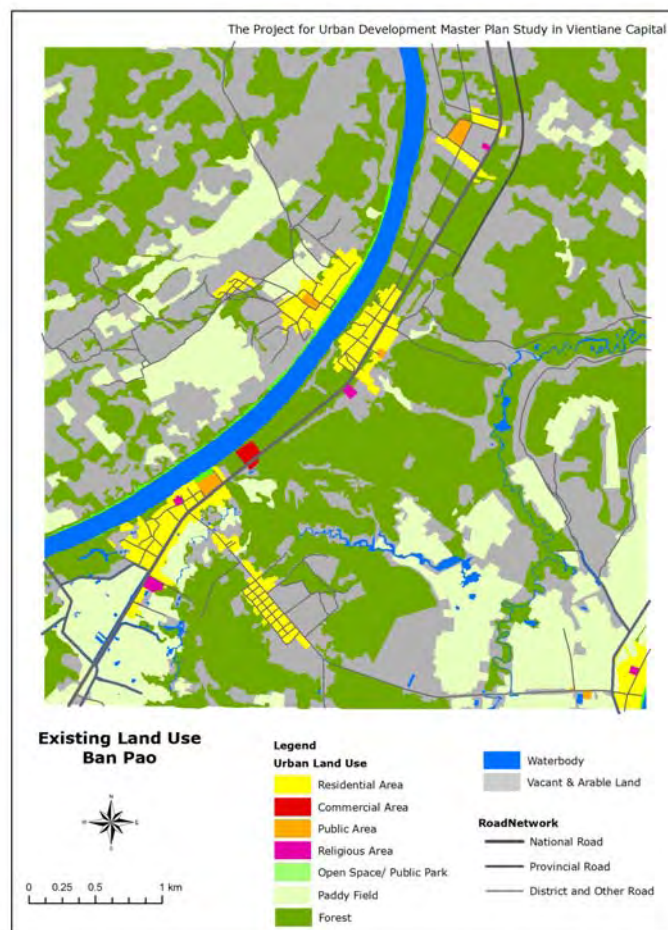 The Project for Urban Development Master Plan Study in Vientiane Capital
Existing Land Use
Ban Pao
N
E
S
0 0.25 0.5 1 km
Legend
Urban Land Use
Residential Area
Commercial Area
Public Area
Religious Area
Open Space/ Public Park
Paddy Field
Forest
Waterbody
Vacant & Arable Land
RoadNetwork
National Road
Provincial Road
District and Other Road